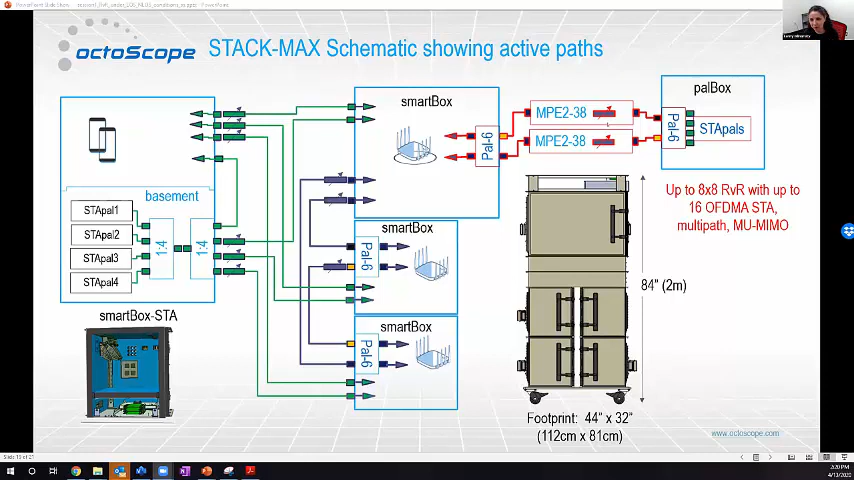 octoScope
STACK-MAX Schematic showing active paths
smartBox
palBox
MPE2-38
MPE2-38
Pal-6
Pal-6
STApals
Up to 8x8 RvR with up to
16 OFDMA STA,
multipath, MU-MIMO
basement
STApal1
STApal2
STApal3
STApal4
1:4
1:4
smartBox
Pal-6
smartBox
Pal-6
smartBox-STA
84" (2m)
Footprint: 44" x 32"
(112cm x 81cm)
www.octoscope.com
2:20 PM